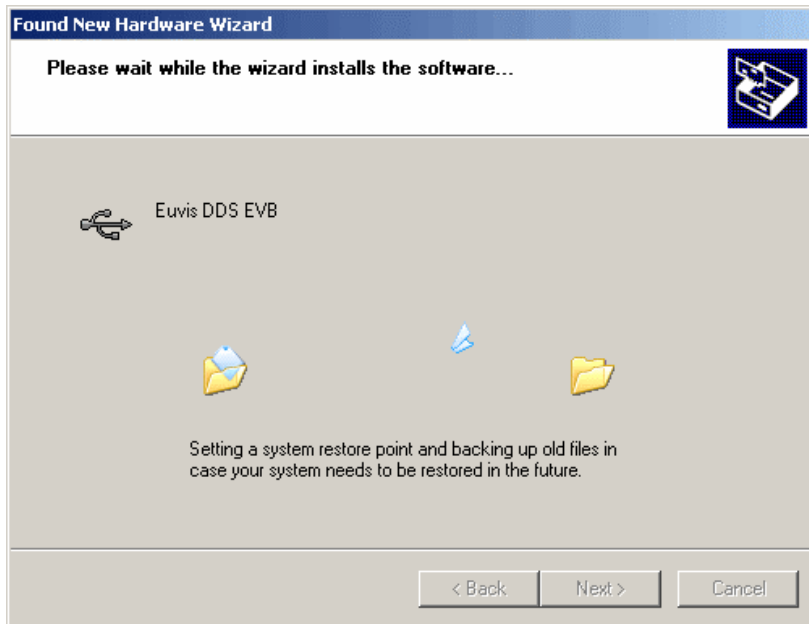 Found New Hardware Wizard
Please wait while the wizard installs the software...
Euvis DDS EVB
Setting a system restore point and backing up old files in
case your system needs to be restored in the future.
< Back
Next >
Cancel